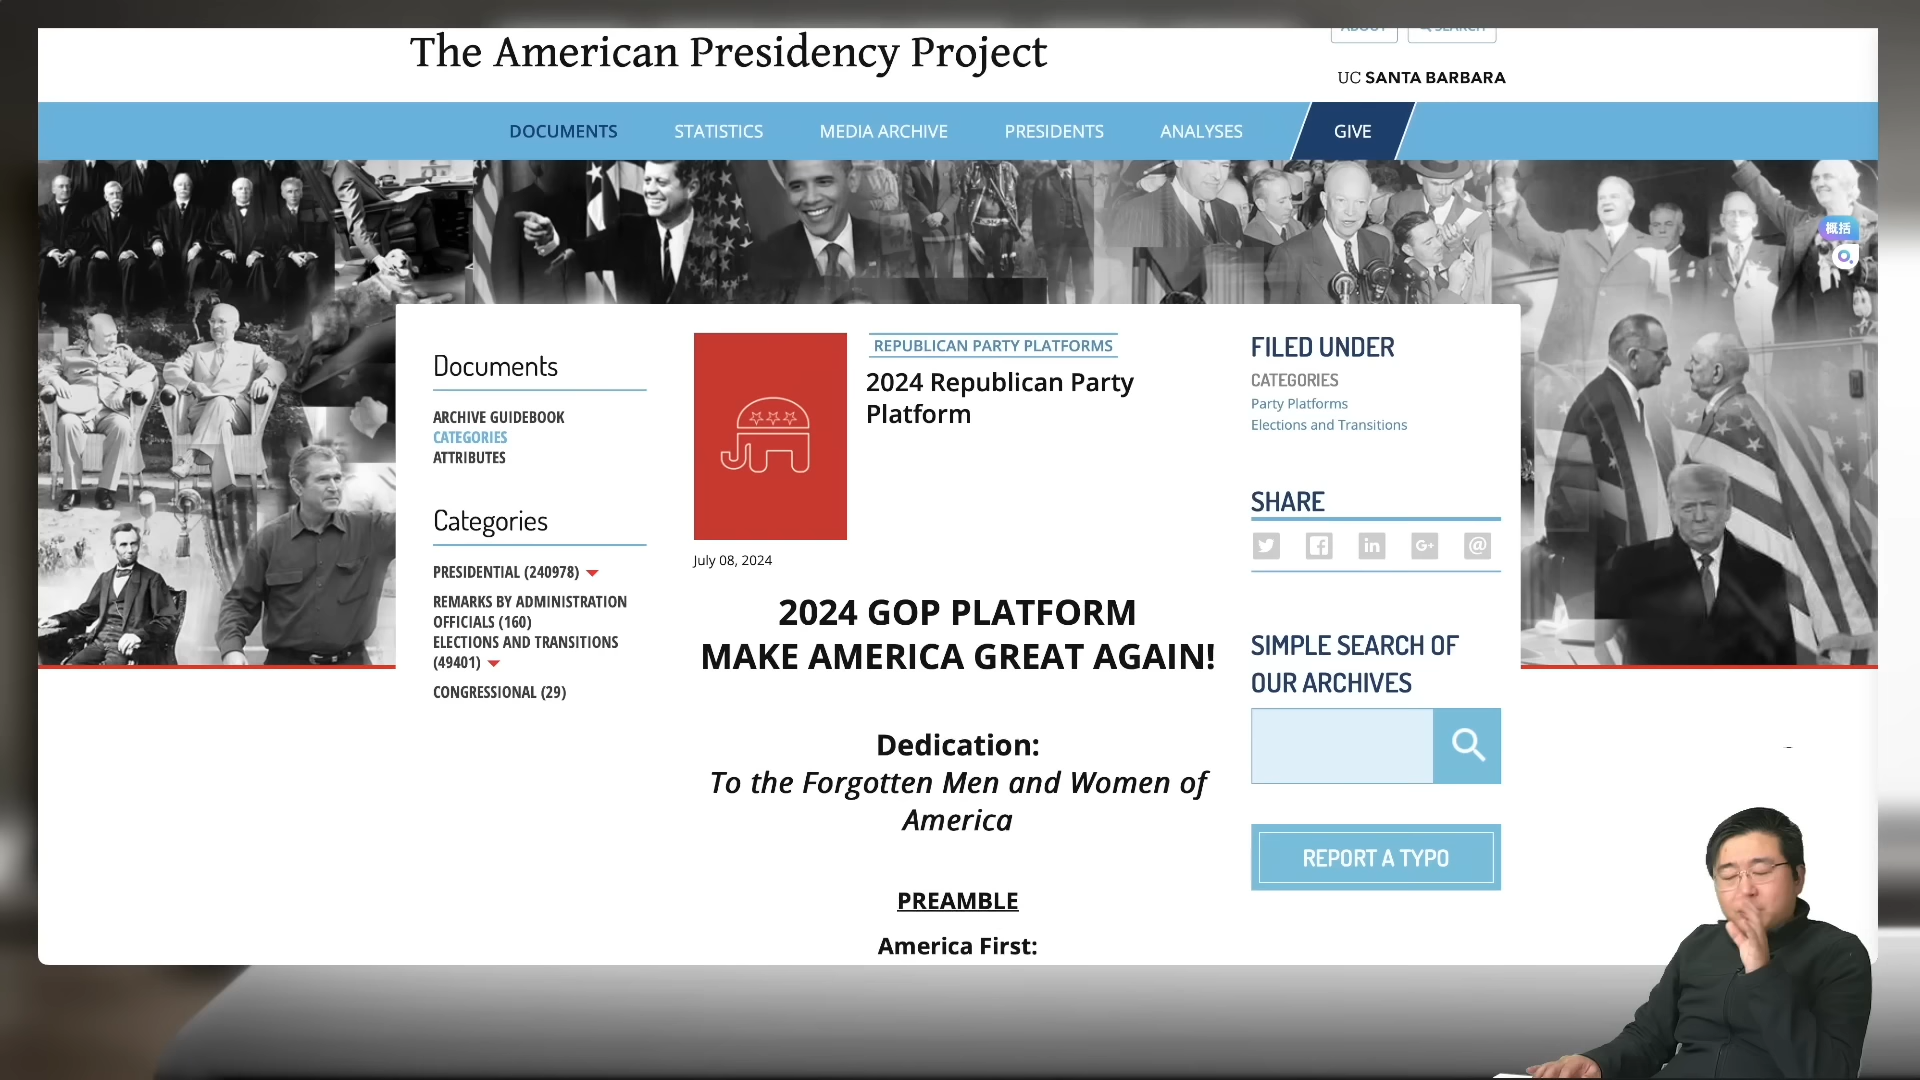 The American Presidency Project
ABOUT
SEARCH
UC SANTA BARBARA
DOCUMENTS
STATISTICS
MEDIA ARCHIVE
PRESIDENTS
ANALYSES
GIVE
概括
Documents
ARCHIVE GUIDEBOOK
CATEGORIES
ATTRIBUTES
Categories
PRESIDENTIAL (240978)
REMARKS BY ADMINISTRATION
OFFICIALS (160)
ELECTIONS AND TRANSITIONS
(49401)
CONGRESSIONAL (29)
REPUBLICAN PARTY PLATFORMS
2024 Republican Party
Platform
July 08, 2024
2024 GOP PLATFORM
MAKE AMERICA GREAT AGAIN!
Dedication:
To the Forgotten Men and Women of
America
PREAMBLE
America First:
FILED UNDER
CATEGORIES
Party Platforms
Elections and Transitions
SHARE
in
G+
@
SIMPLE SEARCH OF
OUR ARCHIVES
REPORT A TYPO